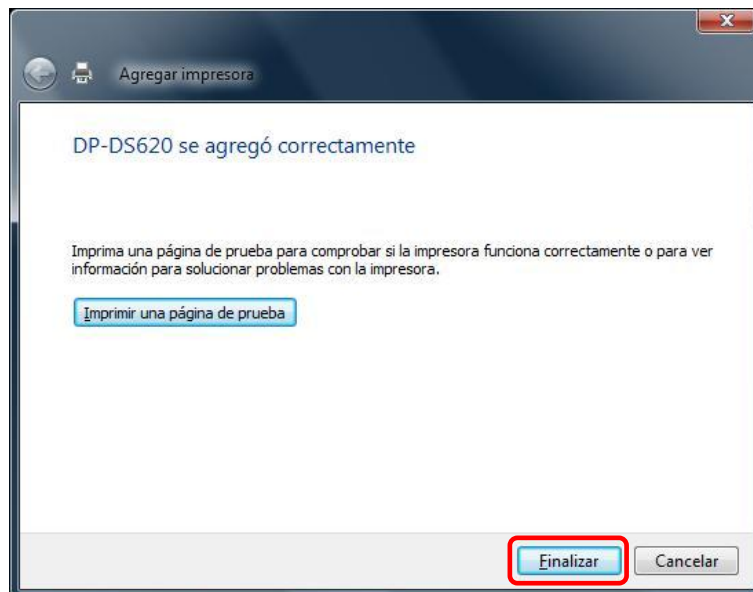 Agregar impresora
DP-DS620 se agregó correctamente
Imprima una página de prueba para comprobar si la impresora funciona correctamente o para ver
información para solucionar problemas con la impresora.
Imprimir una página de prueba
Finalizar Cancelar